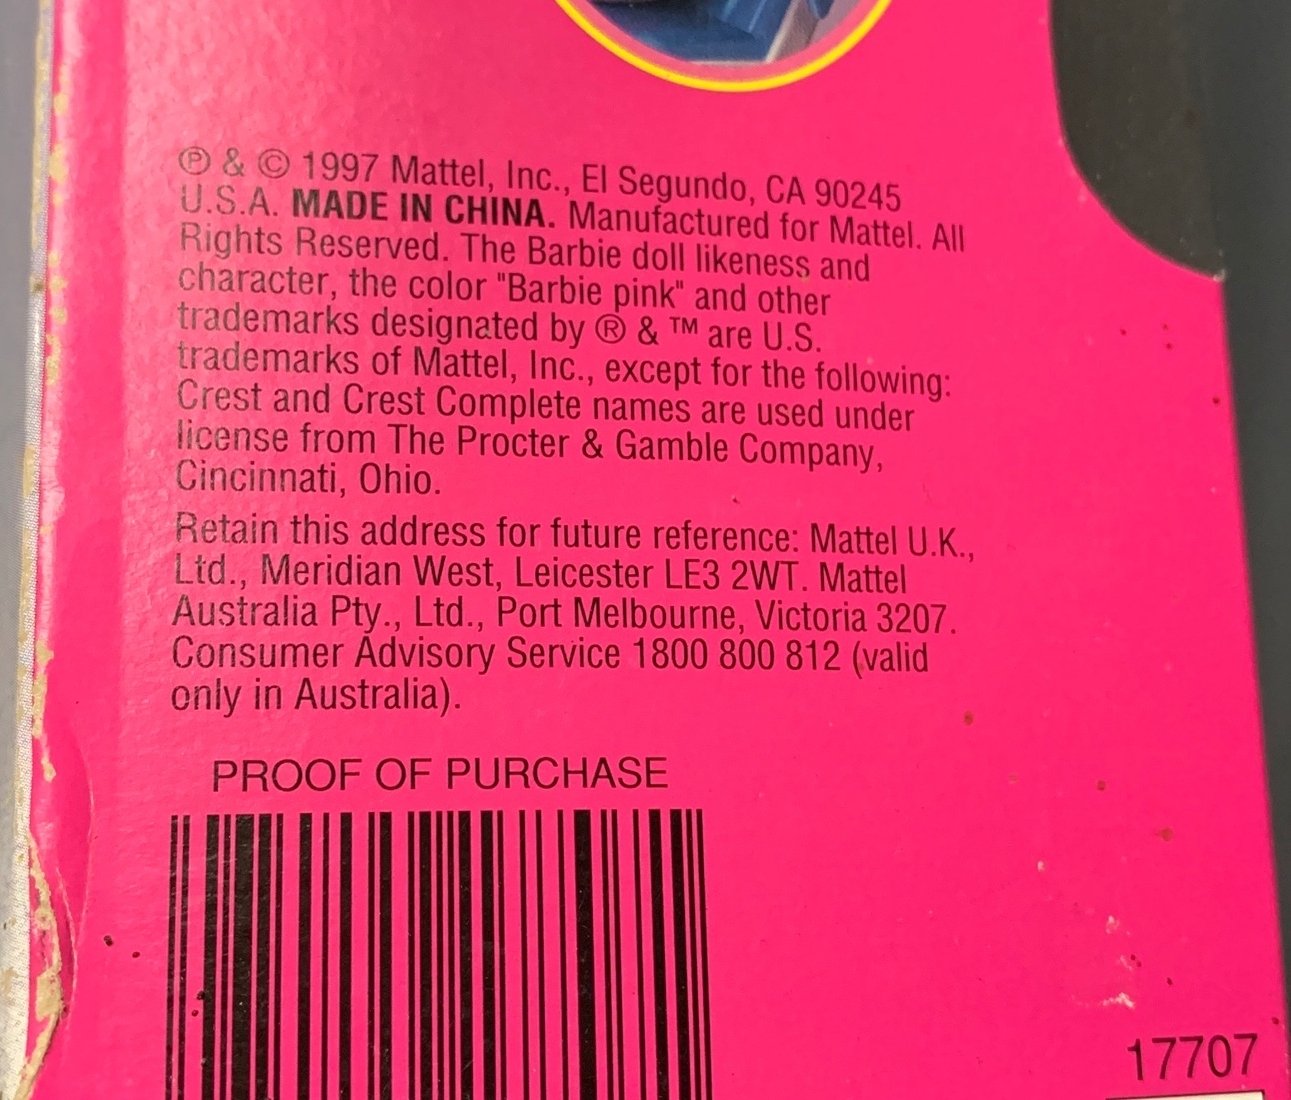 ℗ & © 1997 Mattel, Inc., El Segundo, CA 90245
U.S.A. MADE IN CHINA. Manufactured for Mattel. All
Rights Reserved. The Barbie doll likeness and
character, the color "Barbie pink" and other
trademarks designated by ® & ™ are U.S.
trademarks of Mattel, Inc., except for the following:
Crest and Crest Complete names are used under
license from The Procter & Gamble Company,
Cincinnati, Ohio.
Retain this address for future reference: Mattel U.K.,
Ltd., Meridian West, Leicester LE3 2WT. Mattel
Australia Pty., Ltd., Port Melbourne, Victoria 3207.
Consumer Advisory Service 1800 800 812 (valid
only in Australia).
PROOF OF PURCHASE
17707